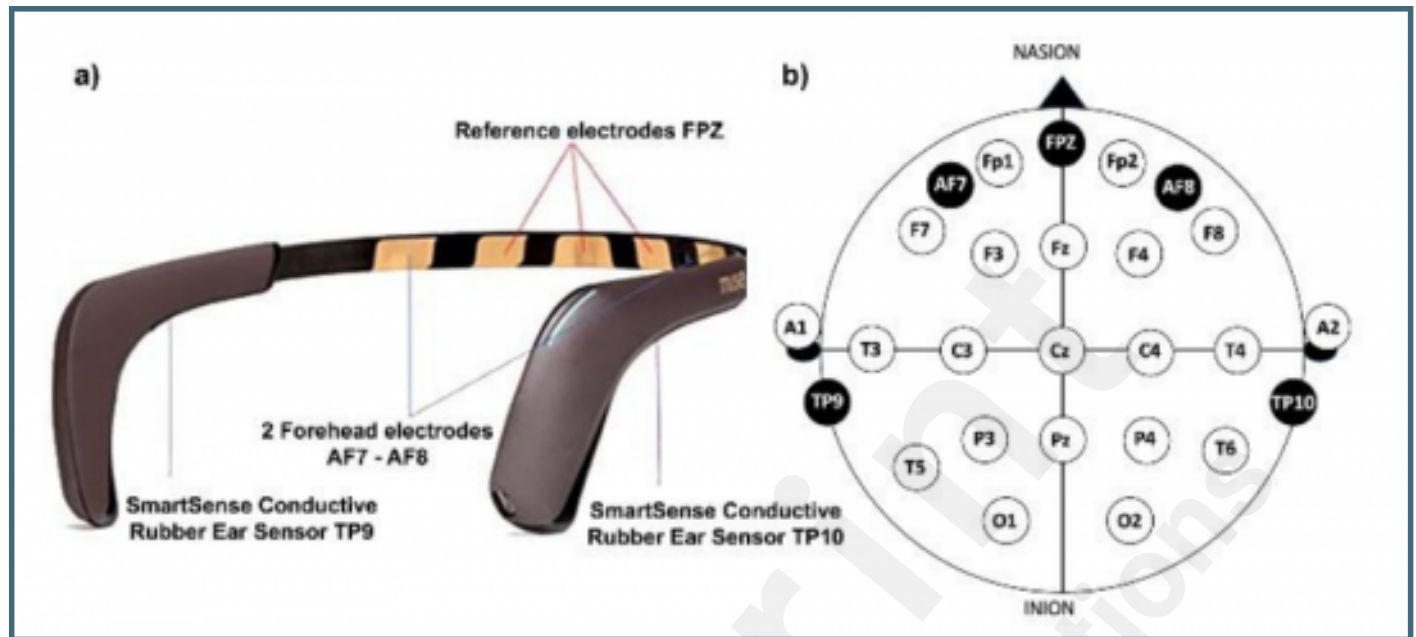 a)
Reference electrodes FPZ
muse
2 Forehead electrodes
AF7 - AF8
SmartSense Conductive
Rubber Ear Sensor TP9
SmartSense Conductive
Rubber Ear Sensor TP10
b)
NASION
FPZ
Fp1
Fp2
AF7
AF8
F7
F8
F3
Fz
F4
A1
A2
T3
C3
Cz
C4
T4
TP9
TP10
P3
Pz
P4
T5
T6
O1
O2
INION